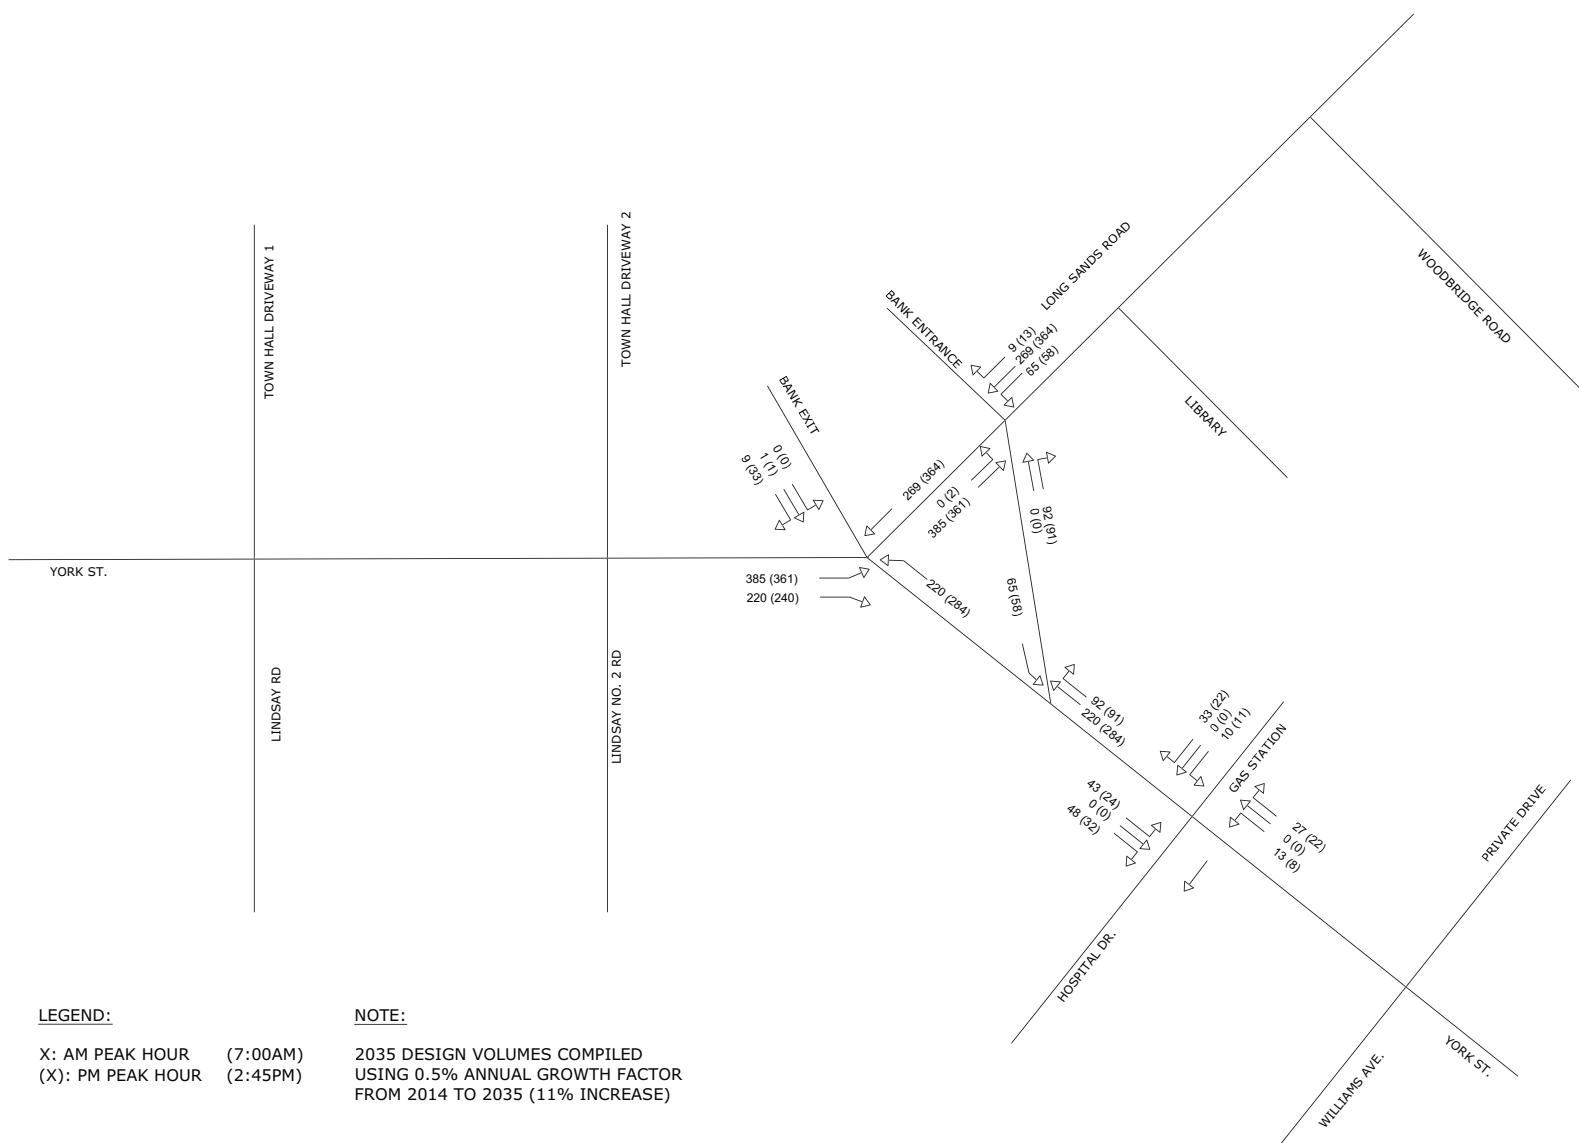 TOWN HALL DRIVEWAY 1
TOWN HALL DRIVEWAY 2
LONG SANDS ROAD
WOODBRIDGE ROAD
BANK ENTRANCE
9 (13)
269 (364)
65 (58)
LIBRARY
BANK EXIT
0 (0)
1 (1)
9 (33)
269 (364)
0 (2)
385 (361)
92 (91)
0 (0)
YORK ST.
385 (361)
220 (240)
220 (284)
65 (58)
LINDSAY RD
LINDSAY NO. 2 RD
92 (91)
220 (284)
33 (22)
0 (0)
10 (11)
GAS STATION
43 (24)
0 (0)
48 (32)
27 (22)
0 (0)
13 (8)
PRIVATE DRIVE
HOSPITAL DR.
WILLIAMS AVE.
YORK ST.
LEGEND:
X: AM PEAK HOUR (7:00AM)
(X): PM PEAK HOUR (2:45PM)
NOTE:
2035 DESIGN VOLUMES COMPILED
USING 0.5% ANNUAL GROWTH FACTOR
FROM 2014 TO 2035 (11% INCREASE)